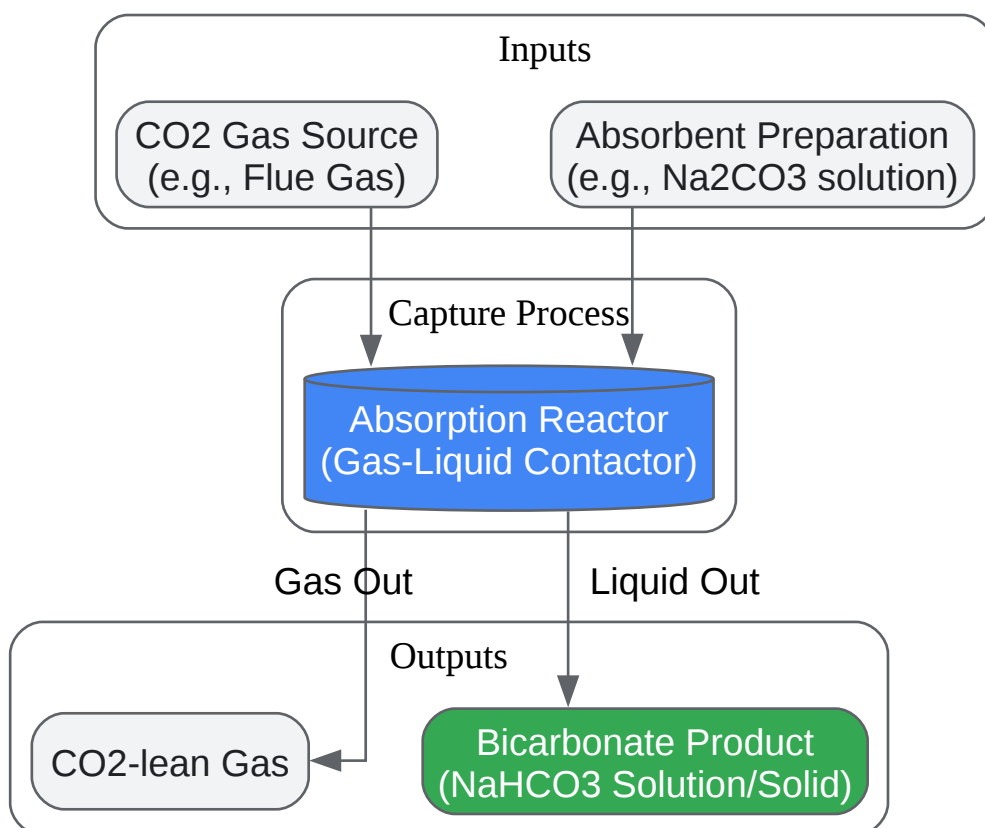 Inputs
CO2 Gas Source
(e.g., Flue Gas)
Absorbent Preparation
(e.g., Na2CO3 solution)
Capture Process
Absorption Reactor
(Gas-Liquid Contactor)
Gas Out
Liquid Out
Outputs
CO2-lean Gas
Bicarbonate Product
(NaHCO3 Solution/Solid)